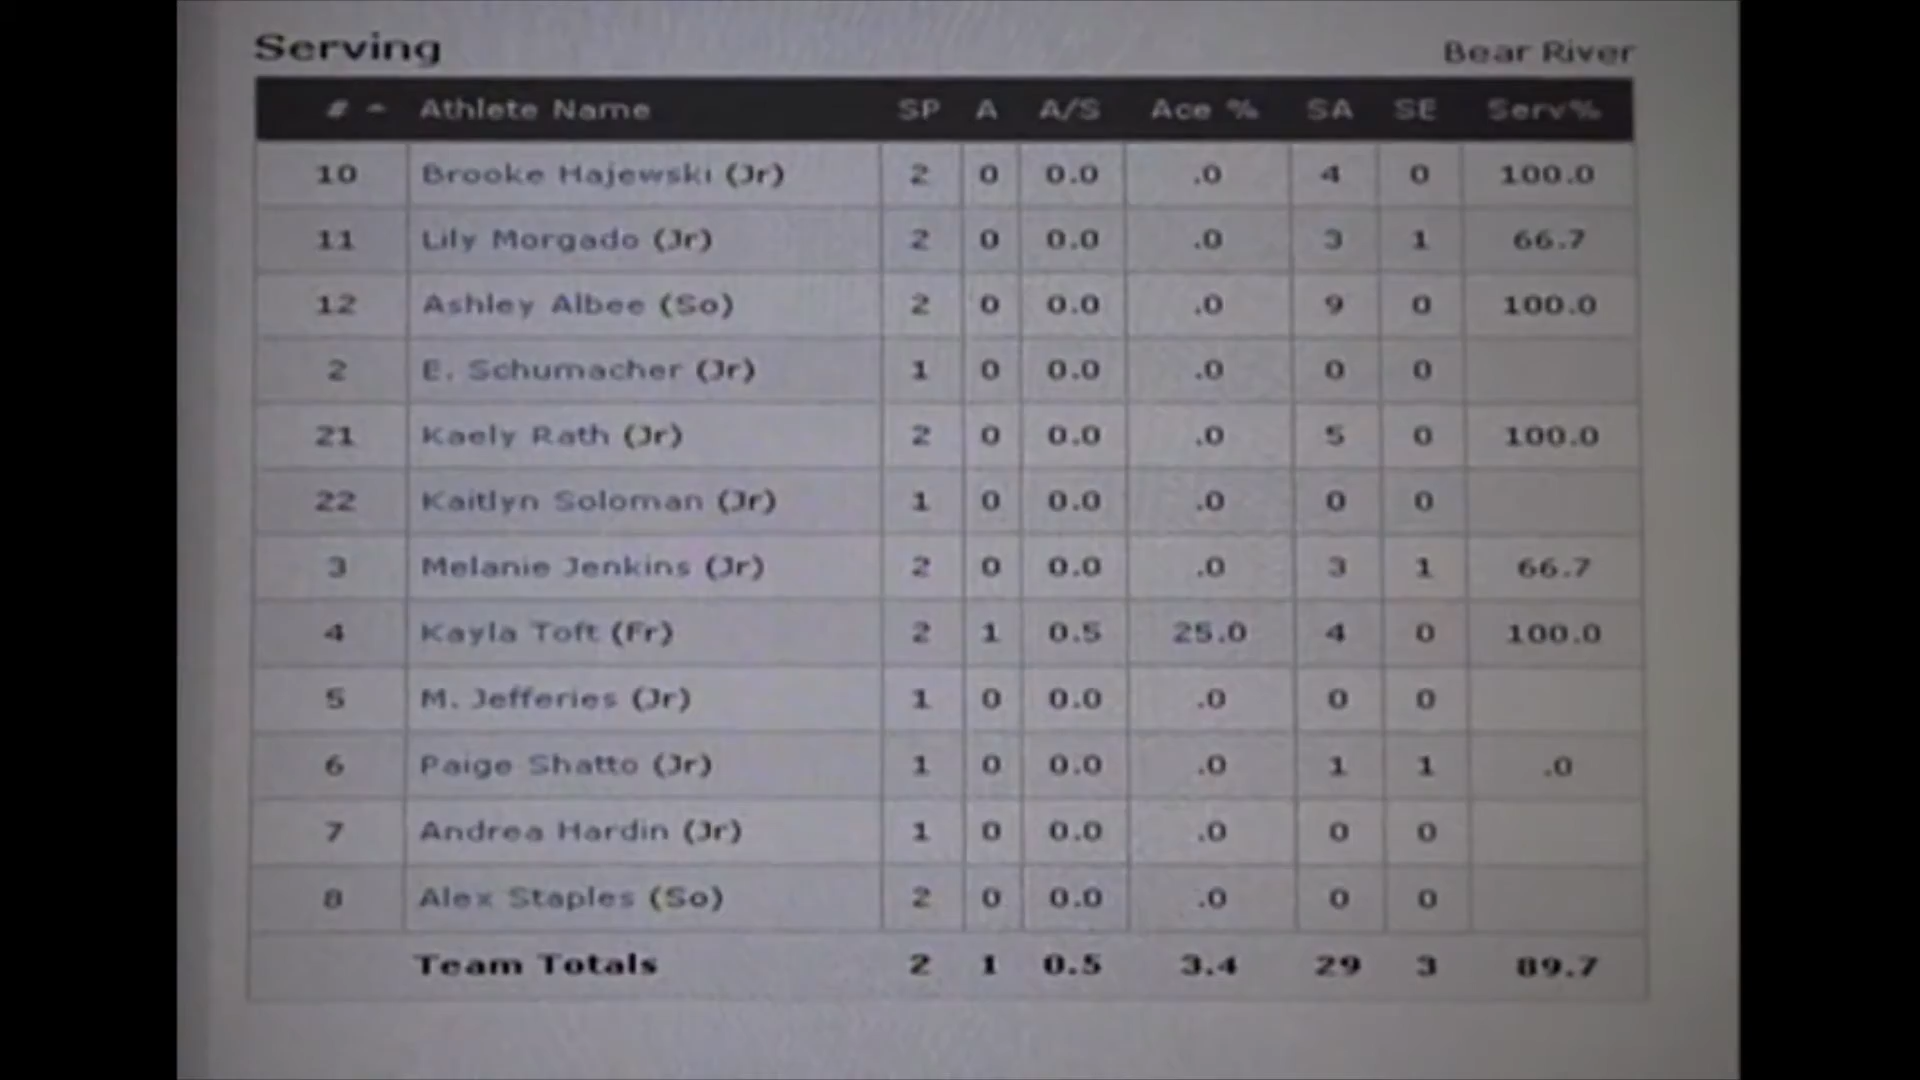 Serving Bear River
# Athlete Name SP A A/S Ace % SA SE Serv%
10 Brooke Hajewski (Jr) 2 0 0.0 .0 4 0 100.0
11 Lily Morgado (Jr) 2 0 0.0 .0 3 1 66.7
12 Ashley Albee (So) 2 0 0.0 .0 9 0 100.0
2 E. Schumacher (Jr) 1 0 0.0 .0 0 0
21 Kaely Rath (Jr) 2 0 0.0 .0 5 0 100.0
22 Kaitlyn Soloman (Jr) 1 0 0.0 .0 0 0
3 Melanie Jenkins (Jr) 2 0 0.0 .0 3 1 66.7
4 Kayla Toft (Fr) 2 1 0.5 25.0 4 0 100.0
5 M. Jefferies (Jr) 1 0 0.0 .0 0 0
6 Paige Shatto (Jr) 1 0 0.0 .0 1 1 .0
7 Andrea Hardin (Jr) 1 0 0.0 .0 0 0
8 Alex Staples (So) 2 0 0.0 .0 0 0
Team Totals 2 1 0.5 3.4 29 3 89.7